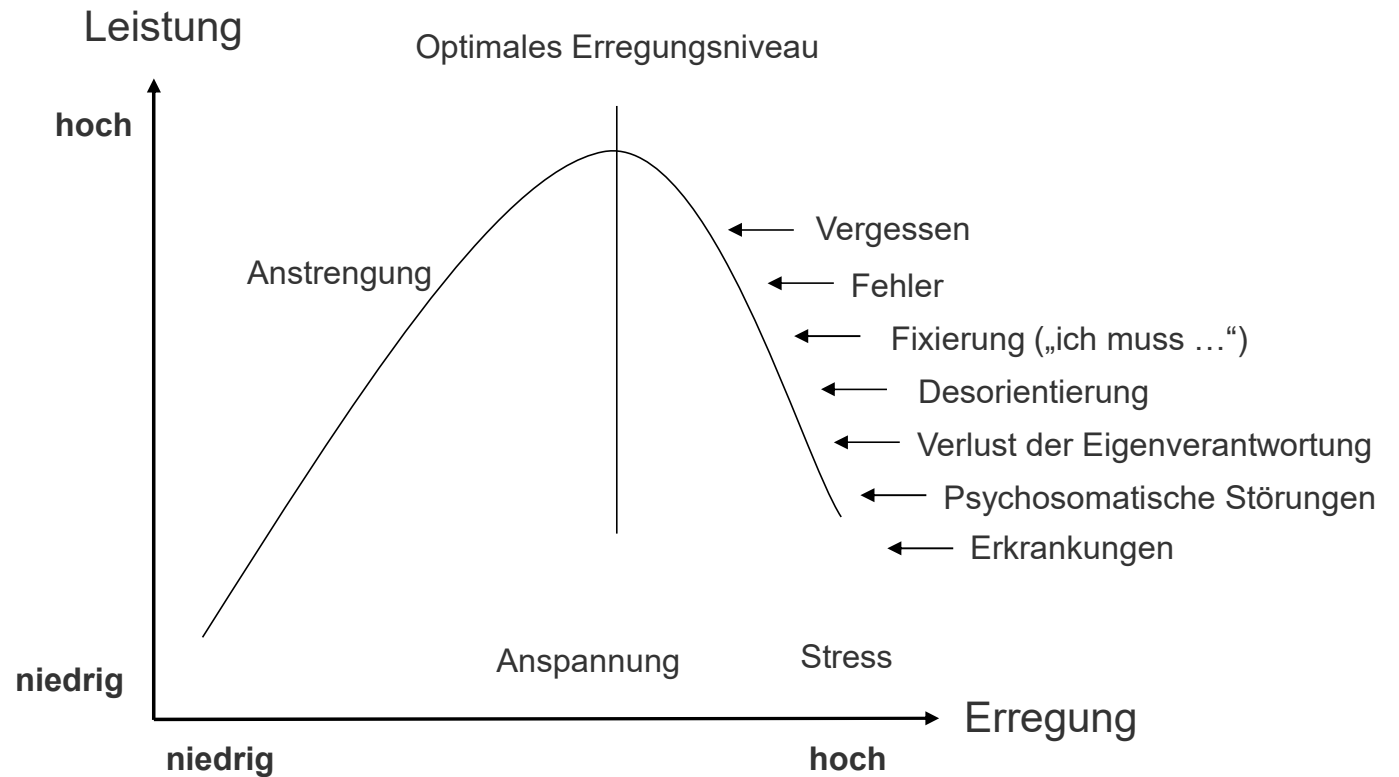 Leistung
Optimales Erregungsniveau
hoch
Vergessen
Anstrengung
Fehler
Fixierung („ich muss …“)
Desorientierung
Verlust der Eigenverantwortung
Psychosomatische Störungen
Erkrankungen
Anspannung
Stress
niedrig
Erregung
niedrig
hoch